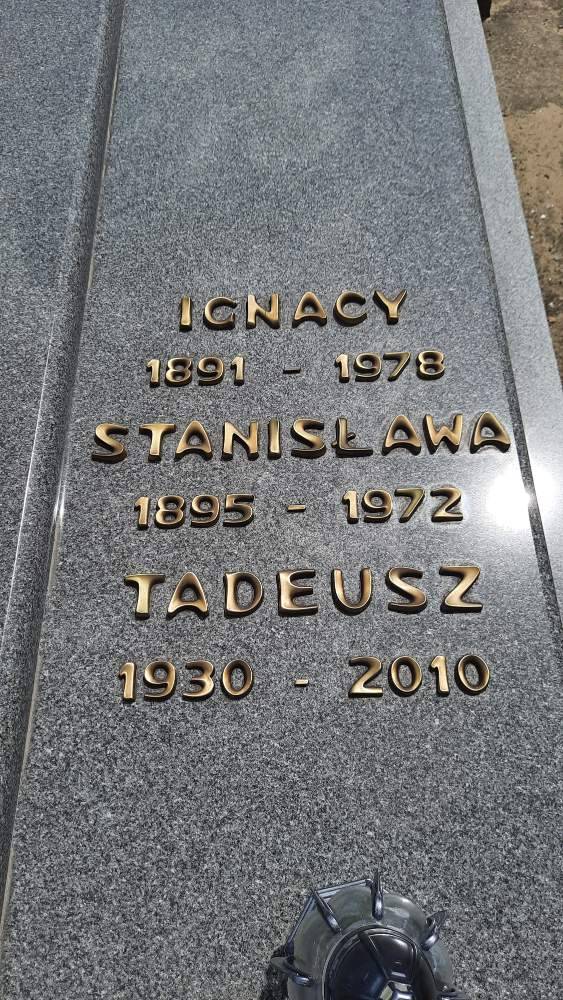 IGNACY
1891 - 1978
STANISŁAWA
1895 - 1972
TADEUSZ
1930 - 2010